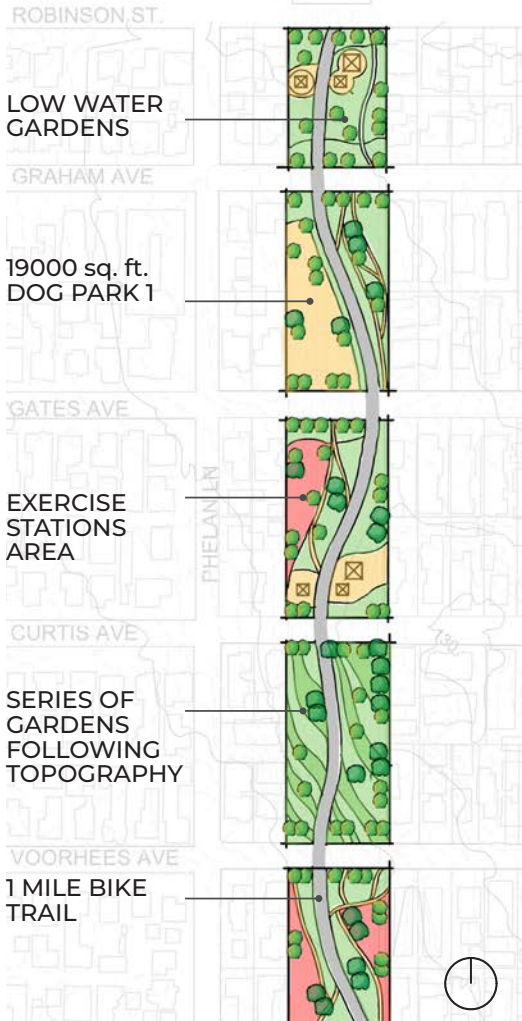 ROBINSON ST.
LOW WATER
GARDENS
GRAHAM AVE
19000 sq. ft.
DOG PARK 1
GATES AVE
PHELAN LN
EXERCISE
STATIONS
AREA
CURTIS AVE
130
SERIES OF
GARDENS
FOLLOWING
TOPOGRAPHY
VOORHEES AVE
1 MILE BIKE
TRAIL